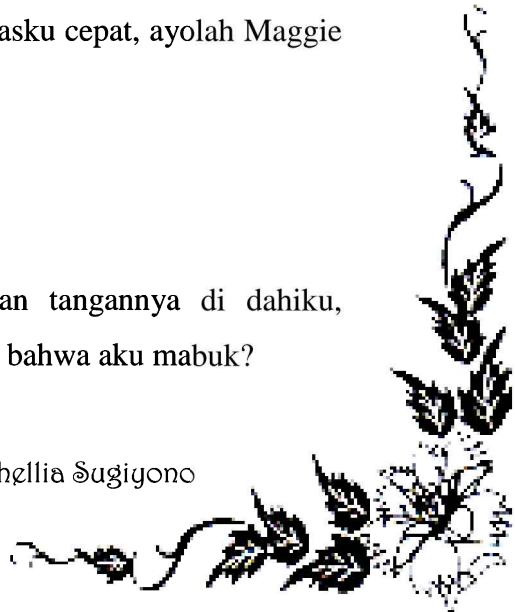 asku cepat, ayolah Maggie
an tangannya di dahiku,
bahwa aku mabuk?
hellia Sugiyono